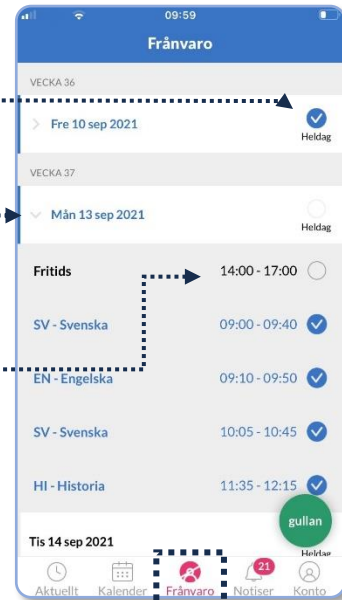 09:59
Frånvaro
VECKA 36
Fre 10 sep 2021
Heldag
VECKA 37
Mån 13 sep 2021
Heldag
Fritids 14:00 - 17:00
SV - Svenska 09:00 - 09:40
EN - Engelska 09:10 - 09:50
SV - Svenska 10:05 - 10:45
HI - Historia 11:35 - 12:15
gullan
Tis 14 sep 2021
Heldag
21
Aktuellt Kalender Frånvaro Notiser Konto